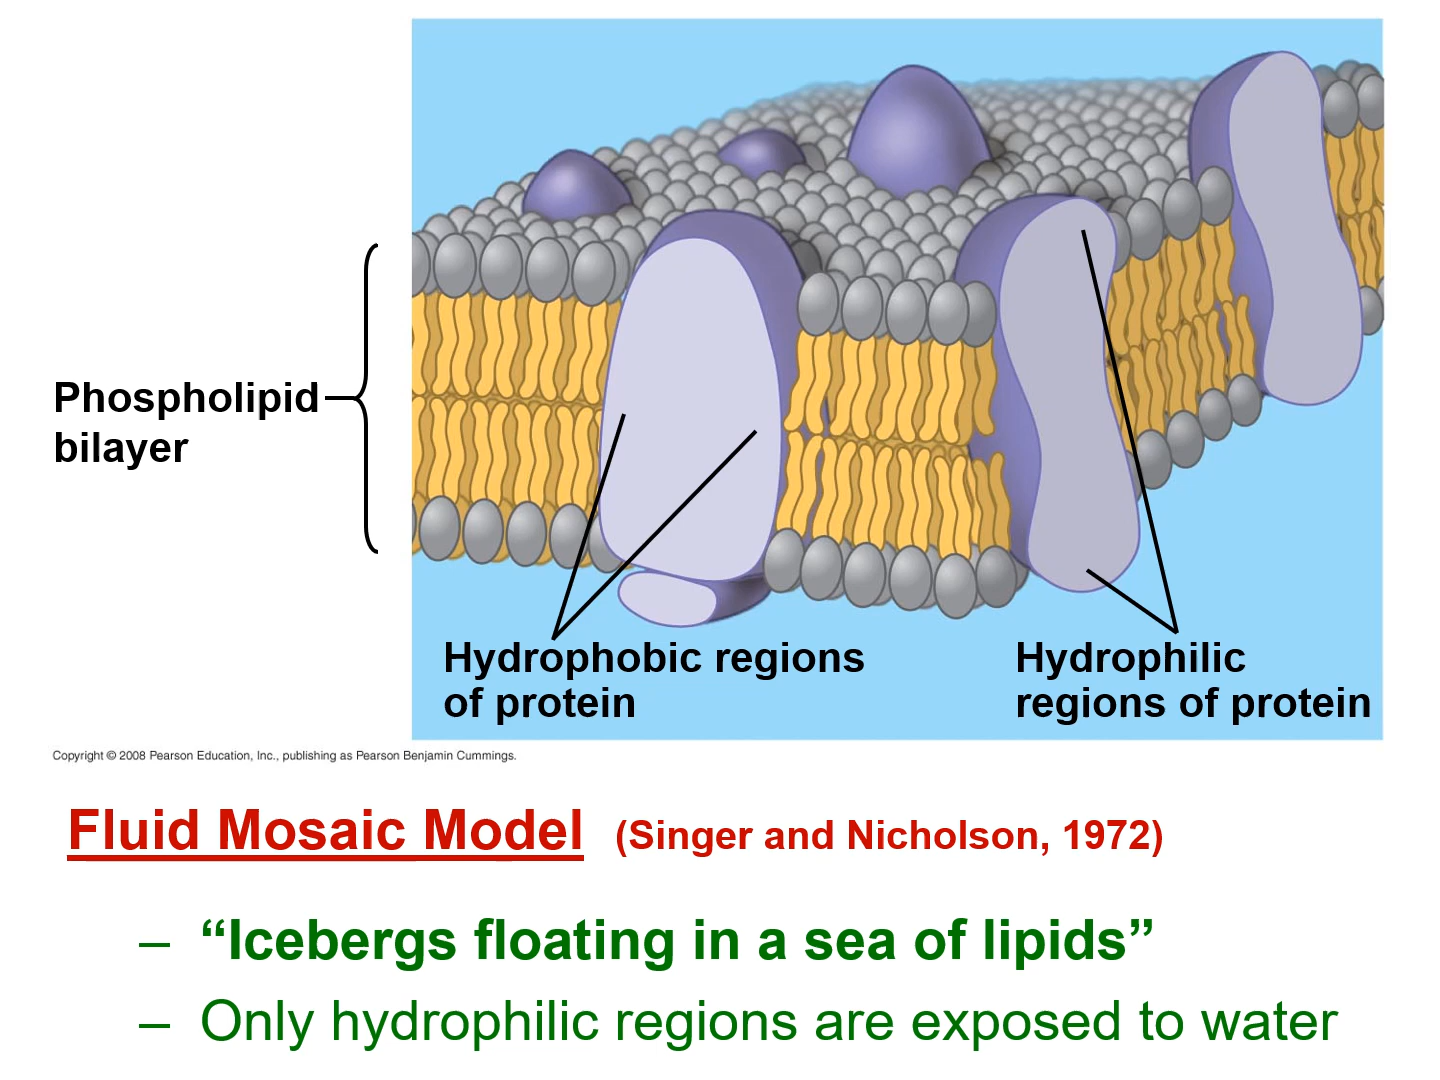 Phospholipid
bilayer
Hydrophobic regions
of protein
Hydrophilic
regions of protein
Copyright © 2008 Pearson Education, Inc., publishing as Pearson Benjamin Cummings.
Fluid Mosaic Model (Singer and Nicholson, 1972)
– “Icebergs floating in a sea of lipids”
– Only hydrophilic regions are exposed to water